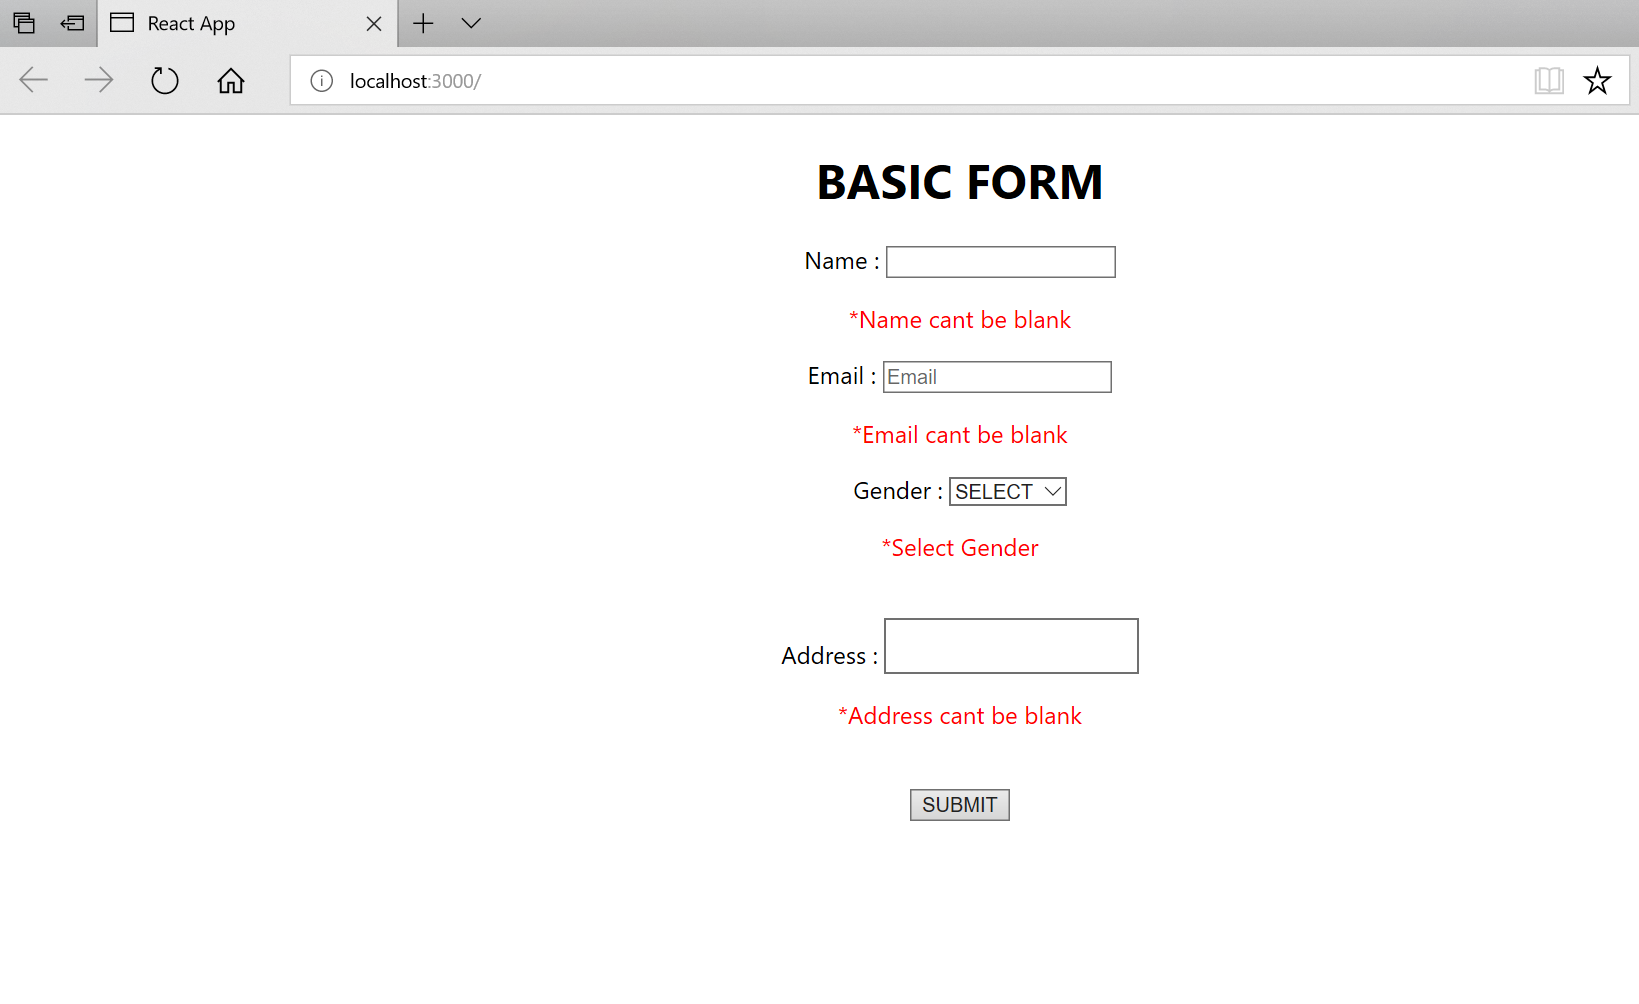 React App
localhost:3000/
BASIC FORM
Name :
*Name cant be blank
Email : Email
*Email cant be blank
Gender : SELECT
*Select Gender
Address :
*Address cant be blank
SUBMIT